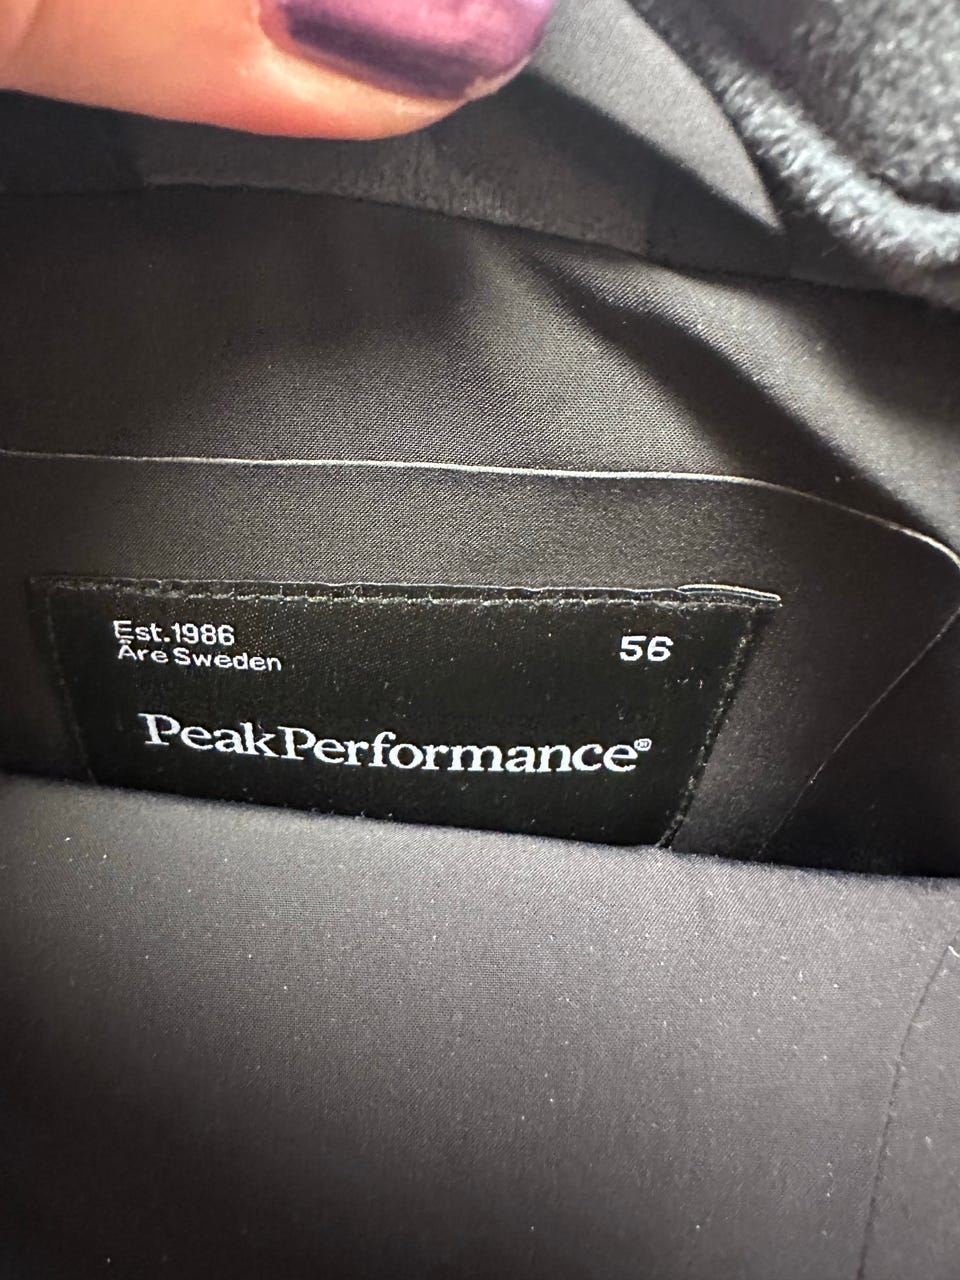 Est.1986
Åre Sweden
56
PeakPerformance®